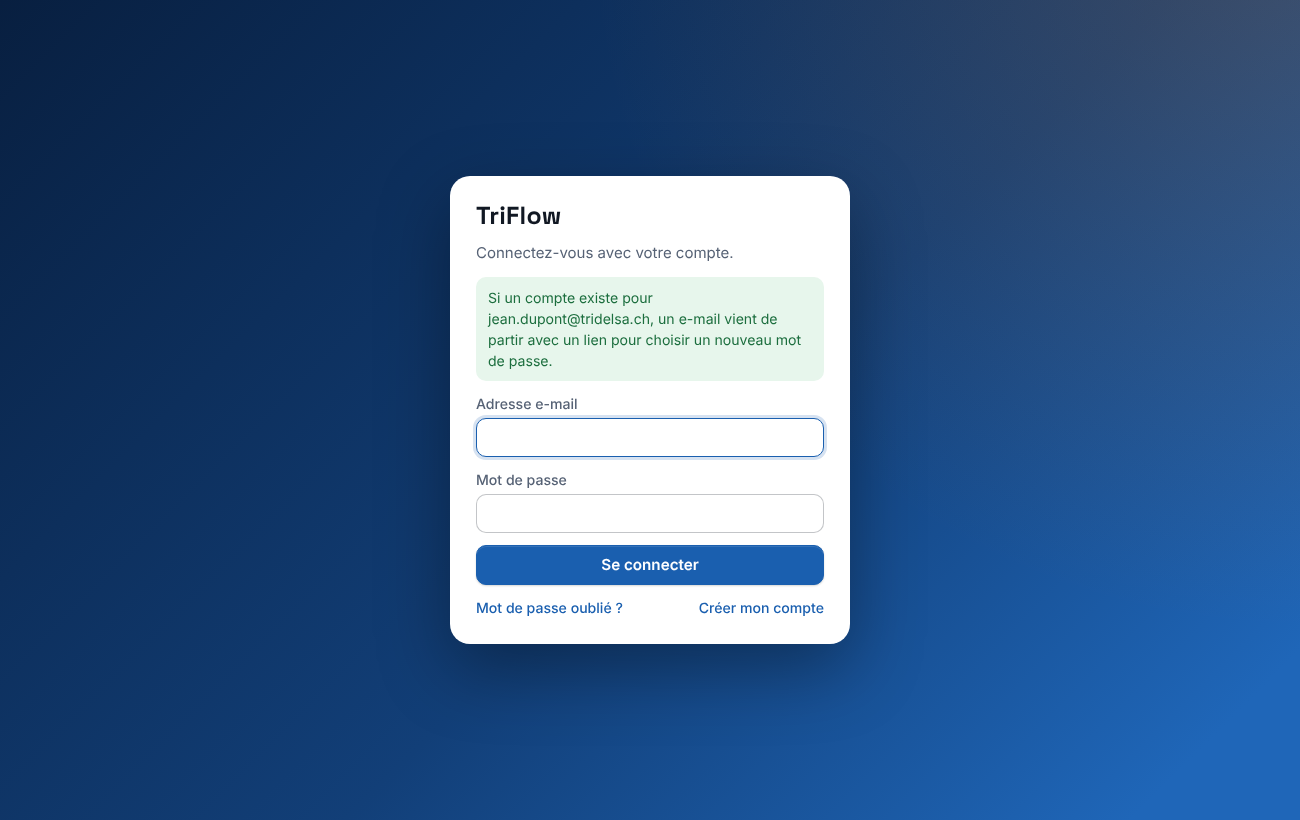 TriFlow
Connectez-vous avec votre compte.
Si un compte existe pour
jean.dupont@tridelsa.ch, un e-mail vient de
partir avec un lien pour choisir un nouveau mot
de passe.
Adresse e-mail
Mot de passe
Se connecter
Mot de passe oublié ?
Créer mon compte